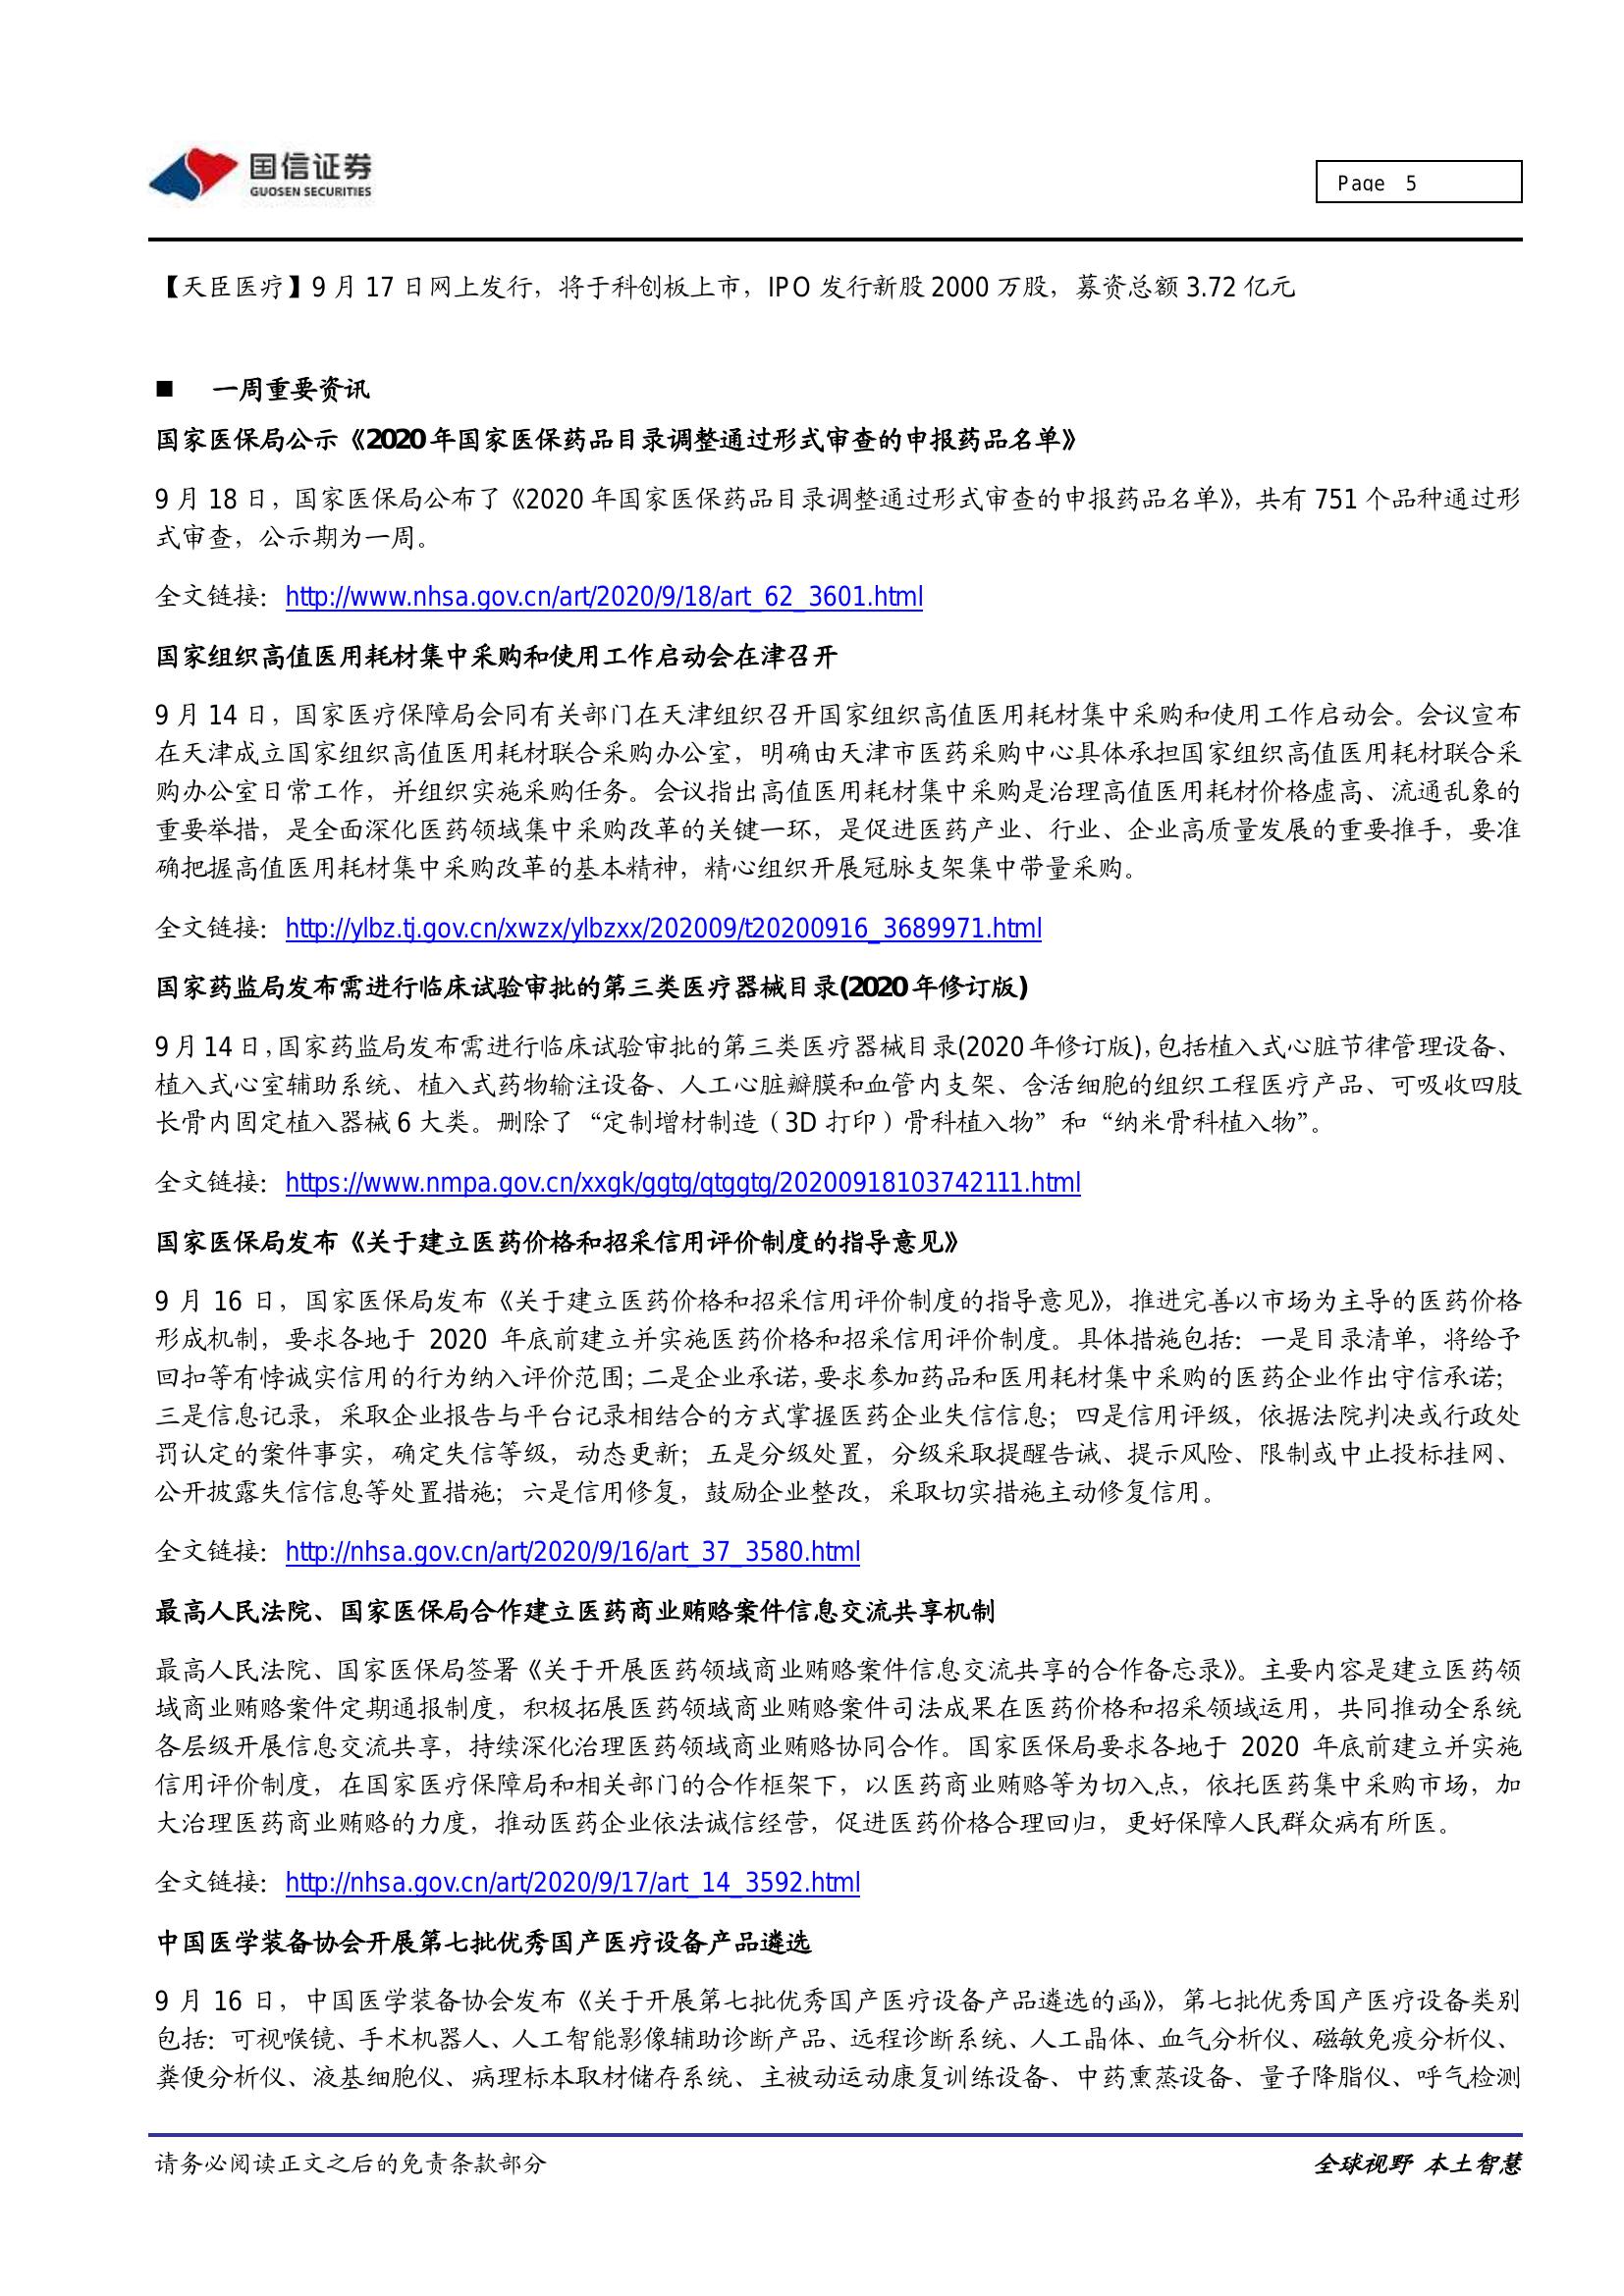 国信证券
GUOSEN SECURITIES
Page 5
【天臣医疗】9 月 17 日网上发行，将于科创板上市，IPO 发行新股 2000 万股，募资总额 3.72 亿元
■ 一周重要资讯
国家医保局公示《2020 年国家医保药品目录调整通过形式审查的申报药品名单》
9 月 18 日，国家医保局公布了《2020 年国家医保药品目录调整通过形式审查的申报药品名单》，共有 751 个品种通过形
式审查，公示期为一周。
全文链接：http://www.nhsa.gov.cn/art/2020/9/18/art_62_3601.html
国家组织高值医用耗材集中采购和使用工作启动会在津召开
9 月 14 日，国家医疗保障局会同有关部门在天津组织召开国家组织高值医用耗材集中采购和使用工作启动会。会议宣布
在天津成立国家组织高值医用耗材联合采购办公室，明确由天津市医药采购中心具体承担国家组织高值医用耗材联合采
购办公室日常工作，并组织实施采购任务。会议指出高值医用耗材集中采购是治理高值医用耗材价格虚高、流通乱象的
重要举措，是全面深化医药领域集中采购改革的关键一环，是促进医药产业、行业、企业高质量发展的重要推手，要准
确把握高值医用耗材集中采购改革的基本精神，精心组织开展冠脉支架集中带量采购。
全文链接：http://ylbz.tj.gov.cn/xwzx/ylbzxx/202009/t20200916_3689971.html
国家药监局发布需进行临床试验审批的第三类医疗器械目录(2020 年修订版)
9 月 14 日，国家药监局发布需进行临床试验审批的第三类医疗器械目录(2020 年修订版)，包括植入式心脏节律管理设备、
植入式心室辅助系统、植入式药物输注设备、人工心脏瓣膜和血管内支架、含活细胞的组织工程医疗产品、可吸收四肢
长骨内固定植入器械 6 大类。删除了“定制增材制造（3D 打印）骨科植入物”和“纳米骨科植入物”。
全文链接：https://www.nmpa.gov.cn/xxgk/ggtg/qtggtg/20200918103742111.html
国家医保局发布《关于建立医药价格和招采信用评价制度的指导意见》
9 月 16 日，国家医保局发布《关于建立医药价格和招采信用评价制度的指导意见》，推进完善以市场为主导的医药价格
形成机制，要求各地于 2020 年底前建立并实施医药价格和招采信用评价制度。具体措施包括：一是目录清单，将给予
回扣等有悖诚实信用的行为纳入评价范围；二是企业承诺，要求参加药品和医用耗材集中采购的医药企业作出守信承诺；
三是信息记录，采取企业报告与平台记录相结合的方式掌握医药企业失信信息；四是信用评级，依据法院判决或行政处
罚认定的案件事实，确定失信等级，动态更新；五是分级处置，分级采取提醒告诫、提示风险、限制或中止投标挂网、
公开披露失信信息等处置措施；六是信用修复，鼓励企业整改，采取切实措施主动修复信用。
全文链接：http://nhsa.gov.cn/art/2020/9/16/art_37_3580.html
最高人民法院、国家医保局合作建立医药商业贿赂案件信息交流共享机制
最高人民法院、国家医保局签署《关于开展医药领域商业贿赂案件信息交流共享的合作备忘录》。主要内容是建立医药领
域商业贿赂案件定期通报制度，积极拓展医药领域商业贿赂案件司法成果在医药价格和招采领域运用，共同推动全系统
各层级开展信息交流共享，持续深化治理医药领域商业贿赂协同合作。国家医保局要求各地于 2020 年底前建立并实施
信用评价制度，在国家医疗保障局和相关部门的合作框架下，以医药商业贿赂等为切入点，依托医药集中采购市场，加
大治理医药商业贿赂的力度，推动医药企业依法诚信经营，促进医药价格合理回归，更好保障人民群众病有所医。
全文链接：http://nhsa.gov.cn/art/2020/9/17/art_14_3592.html
中国医学装备协会开展第七批优秀国产医疗设备产品遴选
9 月 16 日，中国医学装备协会发布《关于开展第七批优秀国产医疗设备产品遴选的函》，第七批优秀国产医疗设备类别
包括：可视喉镜、手术机器人、人工智能影像辅助诊断产品、远程诊断系统、人工晶体、血气分析仪、磁敏免疫分析仪、
粪便分析仪、液基细胞仪、病理标本取材储存系统、主被动运动康复训练设备、中药熏蒸设备、量子降脂仪、呼气检测
请务必阅读正文之后的免责条款部分
全球视野 本土智慧